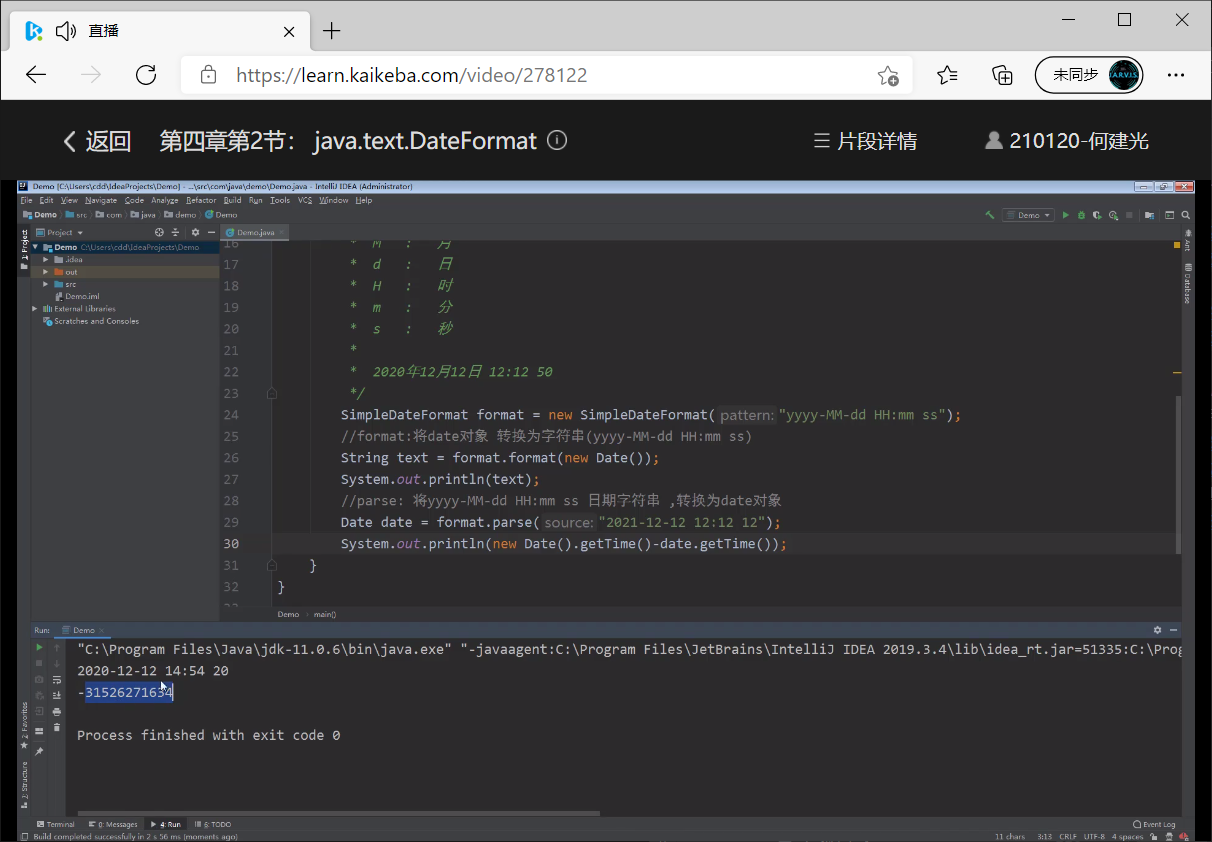 直播
https://learn.kaikeba.com/video/278122
未同步
J.A.R.V.I.S.
返回 第四章第2节： java.text.DateFormat
片段详情
210120-何建光
Demo [C:\Users\cdd\IdeaProjects\Demo] - ...\src\com\java\demo\Demo.java - IntelliJ IDEA (Administrator)
File Edit View Navigate Code Analyze Refactor Build Run Tools VCS Window Help
Demo src com java demo Demo
Demo
Project
Demo.java
1: Project
Demo C:\Users\cdd\IdeaProjects\Demo
.idea
out
src
Demo.iml
External Libraries
Scratches and Consoles
Ant
Database
16 * M : 月
17 * d : 日
18 * H : 时
19 * m : 分
20 * s : 秒
21 *
22 * 2020年12月12日 12:12 50
23 */
24 SimpleDateFormat format = new SimpleDateFormat( pattern: "yyyy-MM-dd HH:mm ss");
25 //format:将date对象 转换为字符串(yyyy-MM-dd HH:mm ss)
26 String text = format.format(new Date());
27 System.out.println(text);
28 //parse: 将yyyy-MM-dd HH:mm ss 日期字符串 ,转换为date对象
29 Date date = format.parse( source: "2021-12-12 12:12 12");
30 System.out.println(new Date().getTime()-date.getTime());
31 }
32 }
Demo main()
Run: Demo
"C:\Program Files\Java\jdk-11.0.6\bin\java.exe" "-javaagent:C:\Program Files\JetBrains\IntelliJ IDEA 2019.3.4\lib\idea_rt.jar=51335:C:\Prog
2020-12-12 14:54 20
-31526271634
Process finished with exit code 0
2: Favorites
7: Structure
Terminal 0: Messages 4: Run 6: TODO
Event Log
Build completed successfully in 2 s 56 ms (moments ago)
11 chars 3:13 CRLF UTF-8 4 spaces